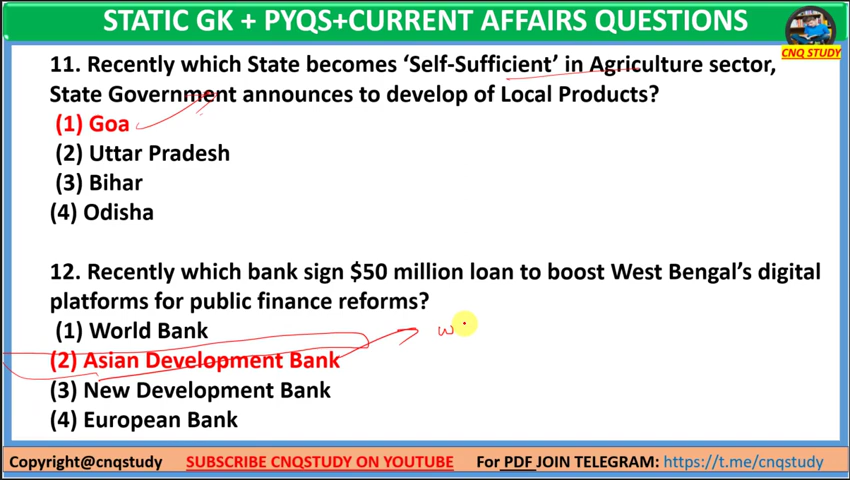 STATIC GK + PYQS+CURRENT AFFAIRS QUESTIONS
CNQ STUDY
11. Recently which State becomes ‘Self-Sufficient’ in Agriculture sector,
State Government announces to develop of Local Products?
(1) Goa
(2) Uttar Pradesh
(3) Bihar
(4) Odisha
12. Recently which bank sign $50 million loan to boost West Bengal’s digital
platforms for public finance reforms?
(1) World Bank
w
(2) Asian Development Bank
(3) New Development Bank
(4) European Bank
Copyright@cnqstudy SUBSCRIBE CNQSTUDY ON YOUTUBE For PDF JOIN TELEGRAM: https://t.me/cnqstudy